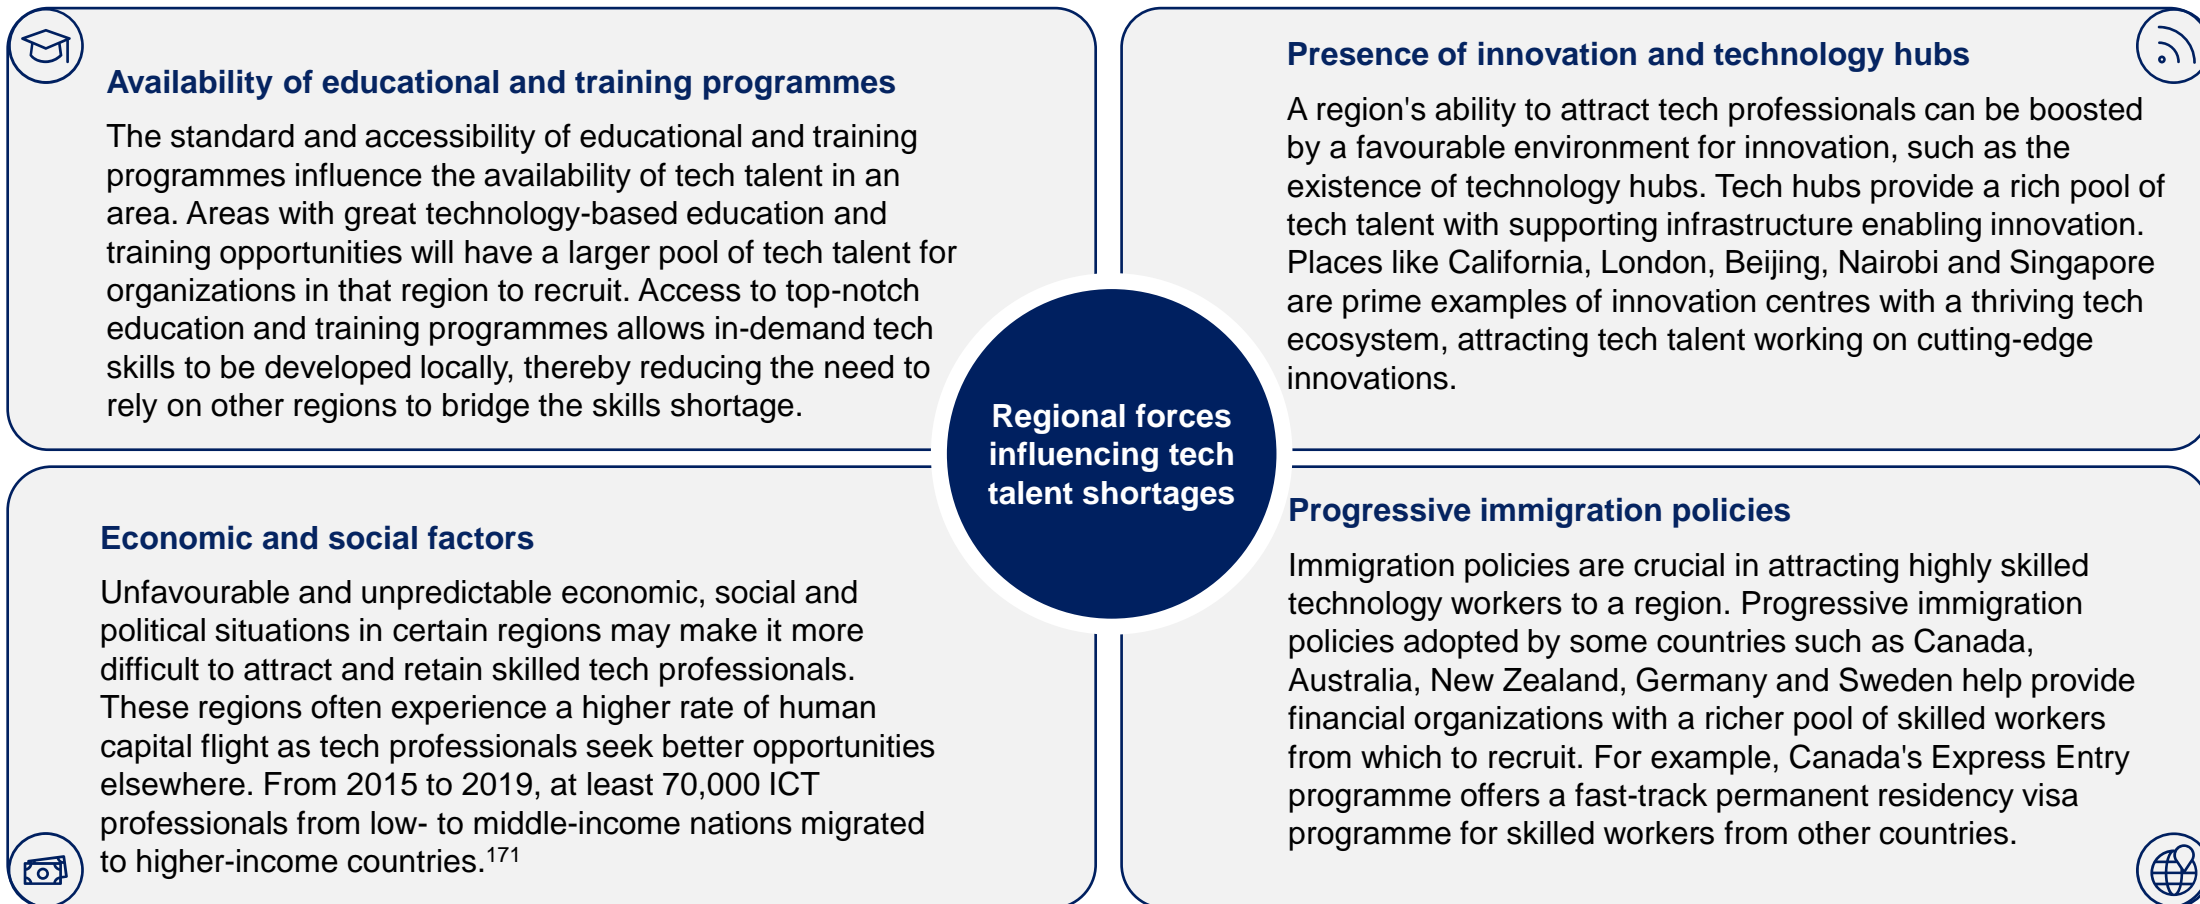 Availability of educational and training programmes
The standard and accessibility of educational and training
programmes influence the availability of tech talent in an
area. Areas with great technology-based education and
training opportunities will have a larger pool of tech talent for
organizations in that region to recruit. Access to top-notch
education and training programmes allows in-demand tech
skills to be developed locally, thereby reducing the need to
rely on other regions to bridge the skills shortage.
Presence of innovation and technology hubs
A region's ability to attract tech professionals can be boosted
by a favourable environment for innovation, such as the
existence of technology hubs. Tech hubs provide a rich pool of
tech talent with supporting infrastructure enabling innovation.
Places like California, London, Beijing, Nairobi and Singapore
are prime examples of innovation centres with a thriving tech
ecosystem, attracting tech talent working on cutting-edge
innovations.
Regional forces
influencing tech
talent shortages
Economic and social factors
Unfavourable and unpredictable economic, social and
political situations in certain regions may make it more
difficult to attract and retain skilled tech professionals.
These regions often experience a higher rate of human
capital flight as tech professionals seek better opportunities
elsewhere. From 2015 to 2019, at least 70,000 ICT
professionals from low- to middle-income nations migrated
to higher-income countries.171
Progressive immigration policies
Immigration policies are crucial in attracting highly skilled
technology workers to a region. Progressive immigration
policies adopted by some countries such as Canada,
Australia, New Zealand, Germany and Sweden help provide
financial organizations with a richer pool of skilled workers
from which to recruit. For example, Canada's Express Entry
programme offers a fast-track permanent residency visa
programme for skilled workers from other countries.